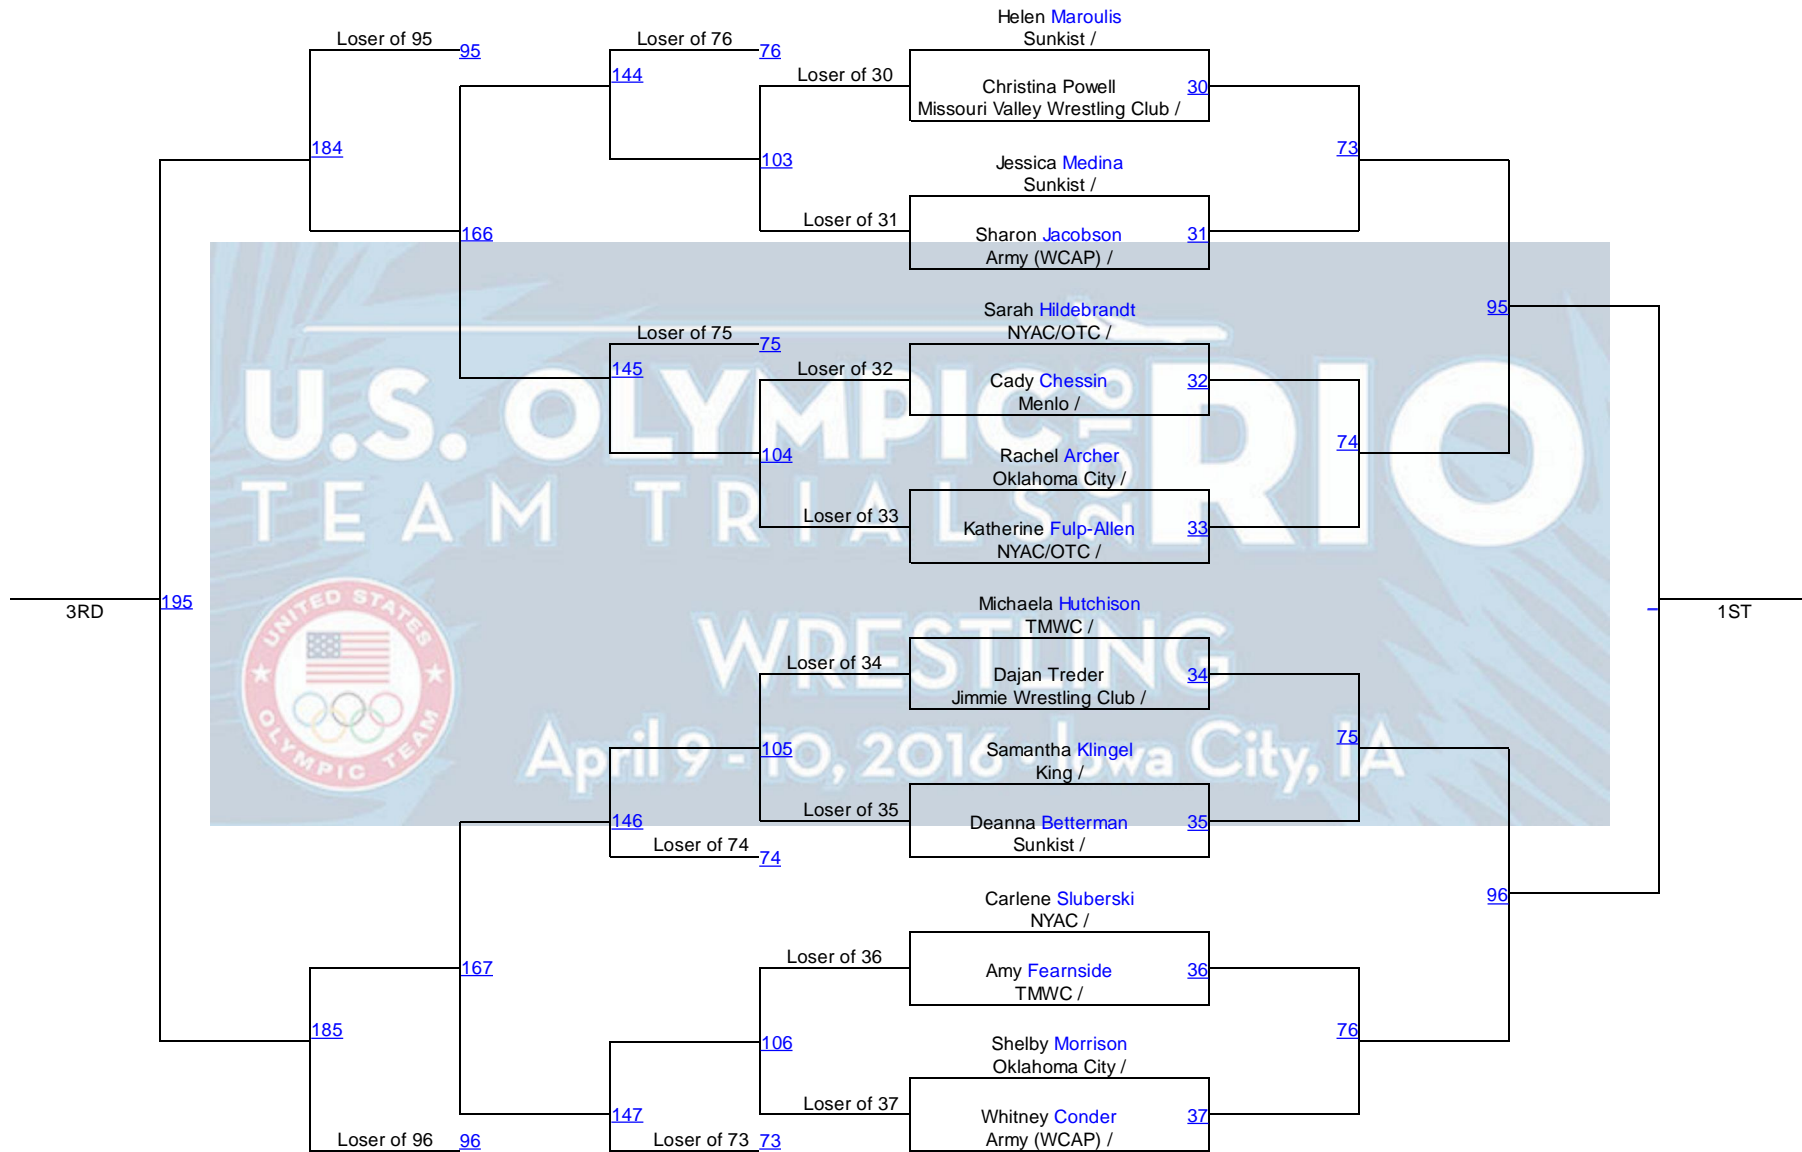 Helen Maroulis
Sunkist /
Loser of 95
95
Loser of 76
76
144
Loser of 30
Christina Powell
Missouri Valley Wrestling Club /
30
184
103
73
Jessica Medina
Sunkist /
Loser of 31
Sharon Jacobson
Army (WCAP) /
31
166
Sarah Hildebrandt
NYAC/OTC /
95
Loser of 75
75
145
Loser of 32
Cady Chessin
Menlo /
32
104
74
Rachel Archer
Oklahoma City /
Loser of 33
Katherine Fulp-Allen
NYAC/OTC /
33
U.S. OLYMPIC
TEAM TRIALS
2016
RIO
3RD
195
1ST
Michaela Hutchison
TMWC /
UNITED STATES
OLYMPIC TEAM
WRESTLING
Loser of 34
Dajan Treder
Jimmie Wrestling Club /
34
105
75
April 9 - 10, 2016 - Iowa City, IA
Samantha Klingel
King /
Loser of 35
Deanna Betterman
Sunkist /
35
146
Loser of 74
74
Carlene Sluberski
NYAC /
96
Loser of 36
Amy Fearnside
TMWC /
36
167
185
106
76
Shelby Morrison
Oklahoma City /
Loser of 37
Whitney Conder
Army (WCAP) /
37
147
Loser of 96
96
Loser of 73
73